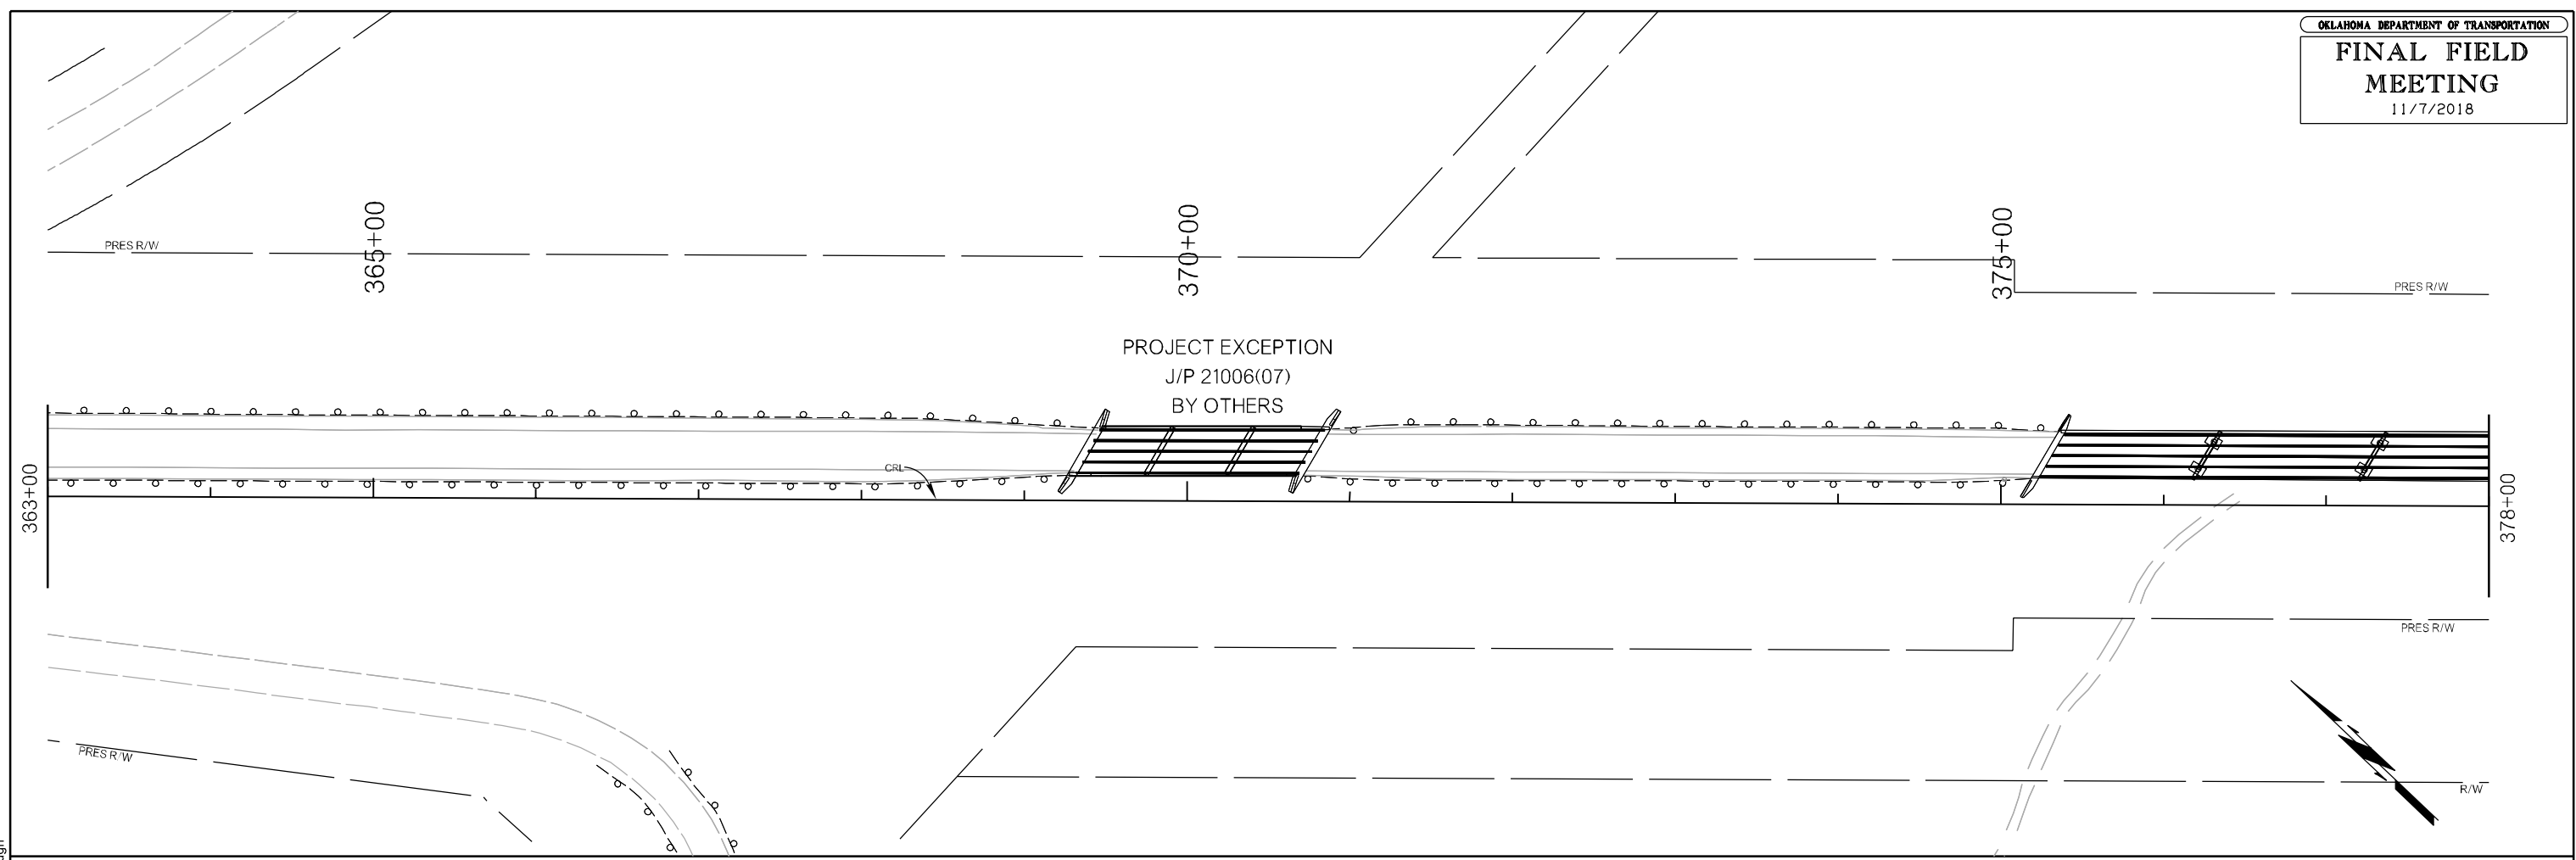 OKLAHOMA DEPARTMENT OF TRANSPORTATION
FINAL FIELD
MEETING
11/7/2018
365+00
370+00
375+00
PRES R/W
PRES R/W
PROJECT EXCEPTION
J/P 21006(07)
BY OTHERS
CRL
363+00
378+00
PRES R/W
PRES R/W
R/W